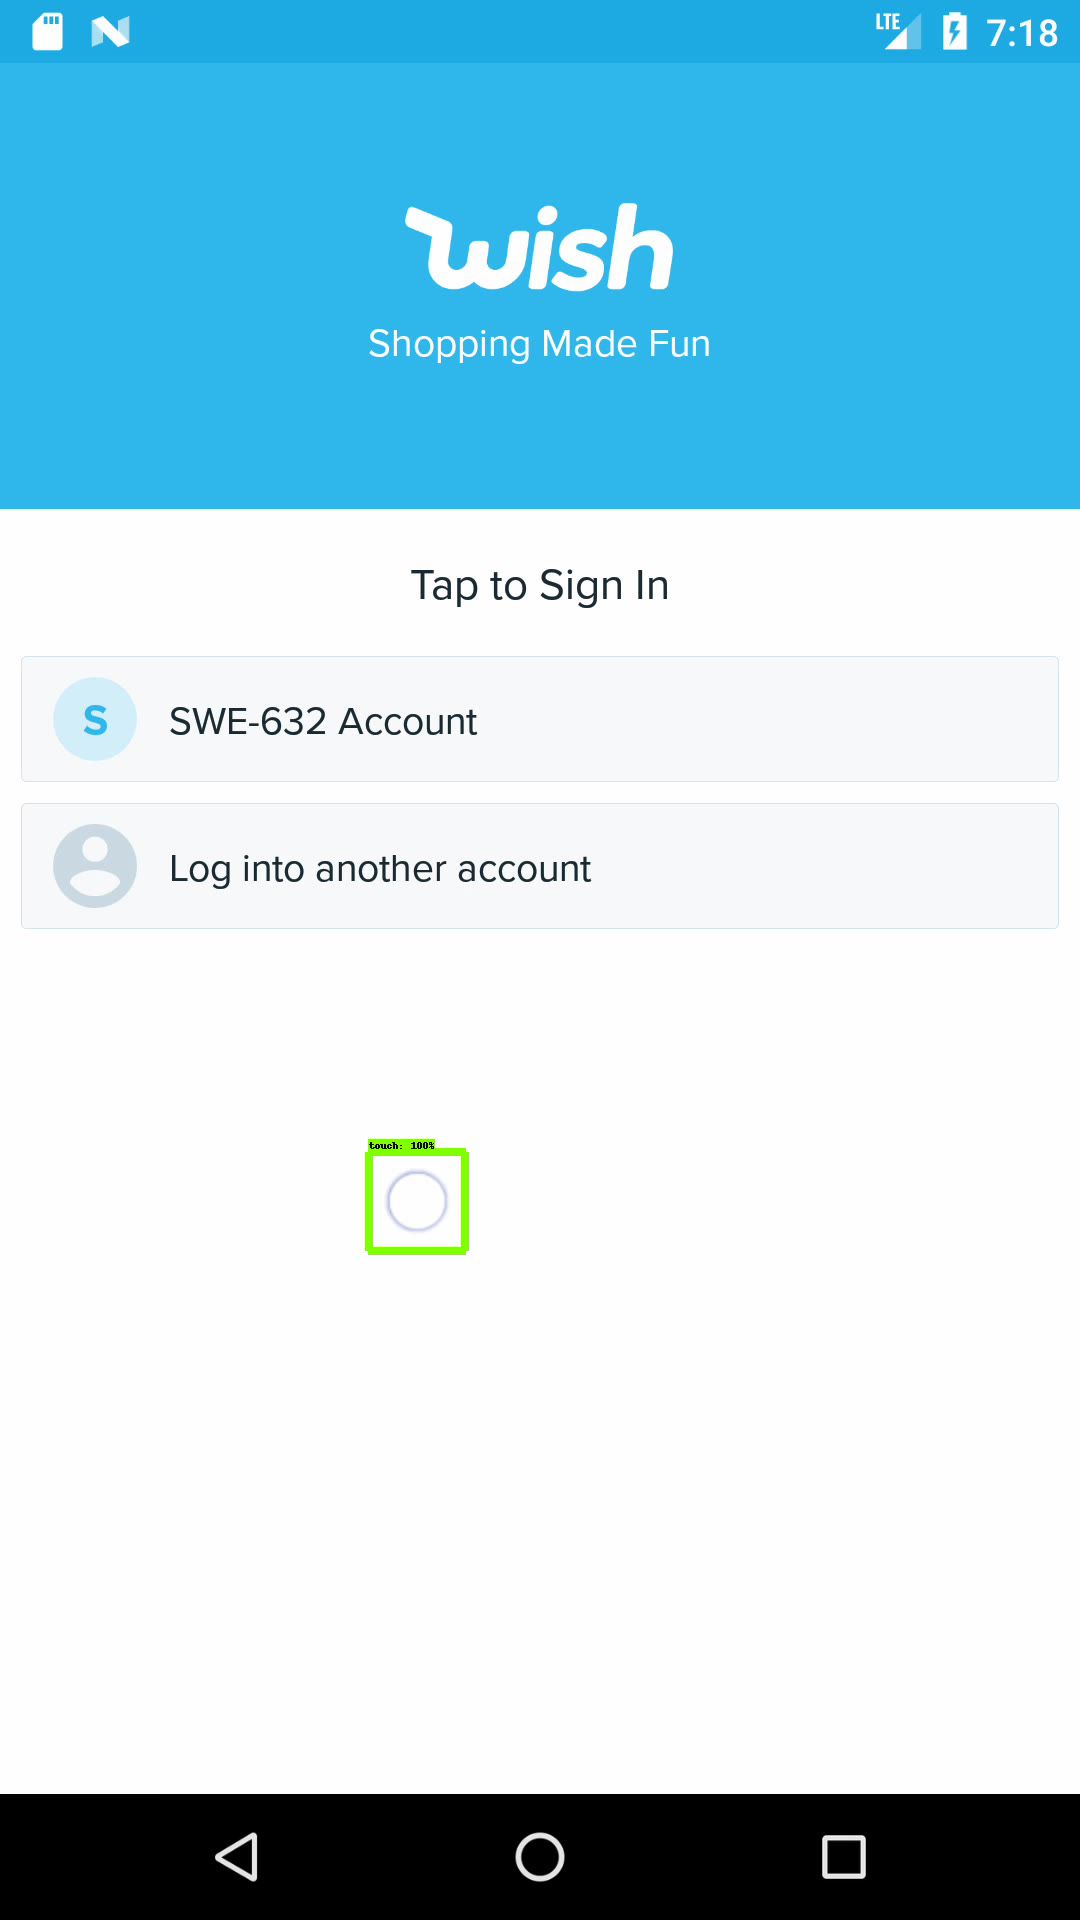 LTE 7:18
wish
Shopping Made Fun
Tap to Sign In
S SWE-632 Account
Log into another account
touch: 100%